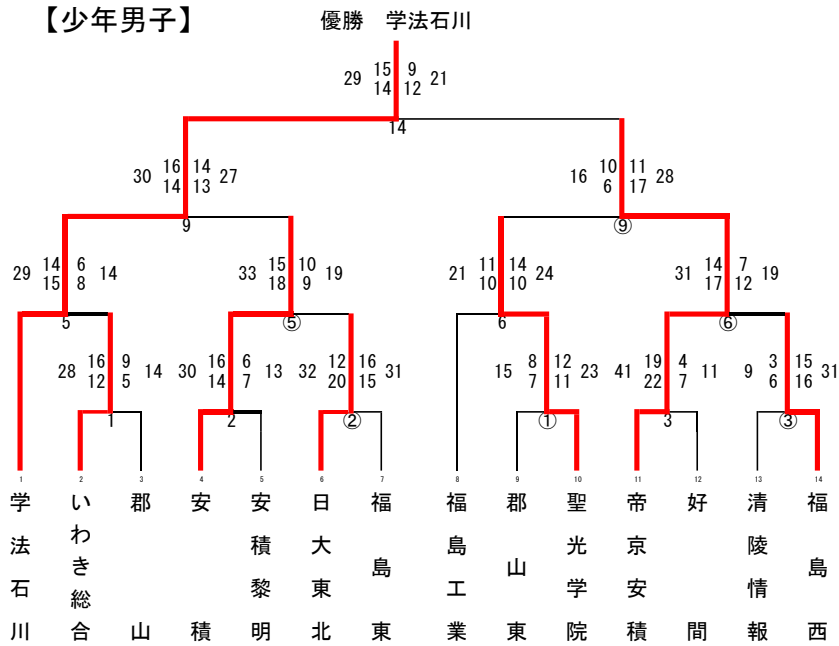 【少年男子】 優勝 学法石川
29 15 9 21
14 12
14
30 16 14 27
14 13
16 10 11 28
6 17
9 ⑨
29 14 6 14
15 8
33 15 10 19
18 9
21 11 14 24
10 10
31 14 7 19
17 12
5 ⑤ 6 ⑥
28 16 9 14
12 5
30 16 6 13
14 7
32 12 16 31
20 15
15 8 12 23
7 11
41 19 4 11
22 7
9 3 15 31
6 16
1 2 ② ① 3 ③
1 2 3 4 5 6 7 8 9 10 11 12 13 14
学法石川
いわき総合
郡山
安積
安積黎明
日大東北
福島東
福島工業
郡山東
聖光学院
帝京安積
好間
清陵情報
福島西